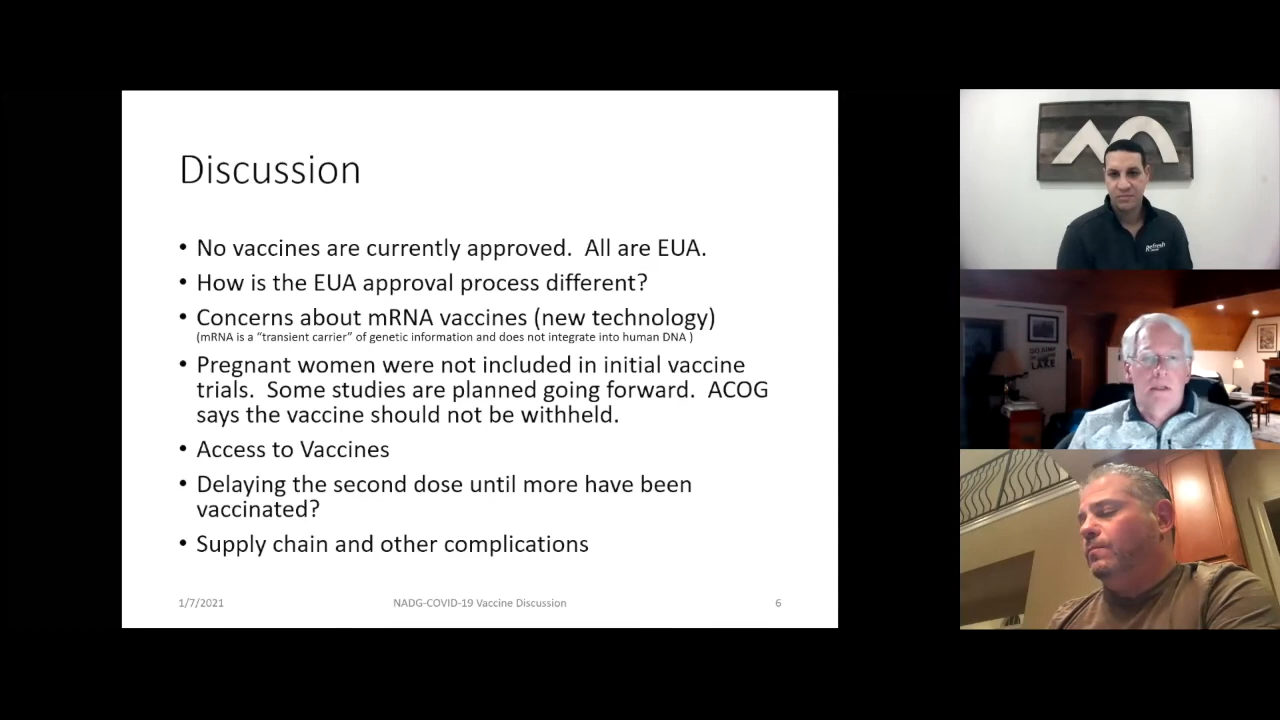 Discussion
• No vaccines are currently approved.  All are EUA.
• How is the EUA approval process different?
• Concerns about mRNA vaccines (new technology)
(mRNA is a “transient carrier” of genetic information and does not integrate into human DNA )
• Pregnant women were not included in initial vaccine
trials.  Some studies are planned going forward.  ACOG
says the vaccine should not be withheld.
• Access to Vaccines
• Delaying the second dose until more have been
vaccinated?
• Supply chain and other complications
1/7/2021
NADG-COVID-19 Vaccine Discussion
6
Refresh
LAKE